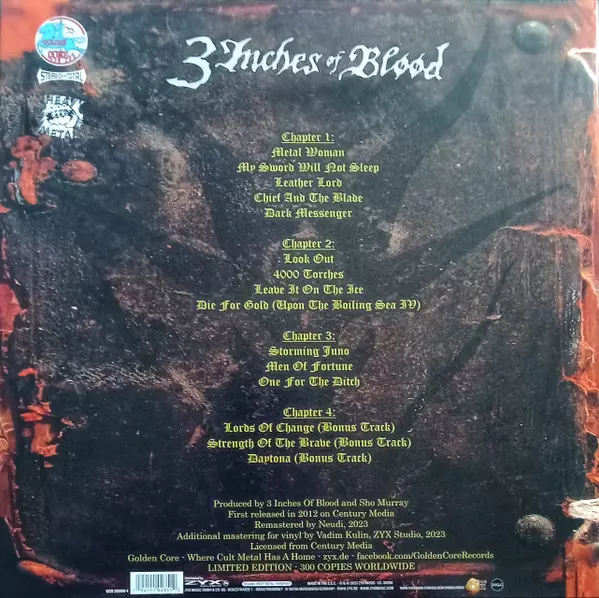 3 Inches of Blood
STEREO-TOTAL
HEAVY
METAL
Chapter 1:
Metal Woman
My Sword Will Not Sleep
Leather Lord
Chief And The Blade
Dark Messenger
Chapter 2:
Look Out
4000 Torches
Leave It On The Ice
Die For Gold (Upon The Boiling Sea IV)
Chapter 3:
Storming Juno
Men Of Fortune
One For The Ditch
Chapter 4:
Lords Of Change (Bonus Track)
Strength Of The Brave (Bonus Track)
Daytona (Bonus Track)
Produced by 3 Inches Of Blood and Sho Murray
First released in 2012 on Century Media
Remastered by Neudi, 2023
Additional mastering for vinyl by Vadim Kulin, ZYX Studio, 2023
Licensed from Century Media
Golden Core · Where Cult Metal Has A Home · zyx.de · facebook.com/GoldenCoreRecords
LIMITED EDITION - 300 COPIES WORLDWIDE
ZYX